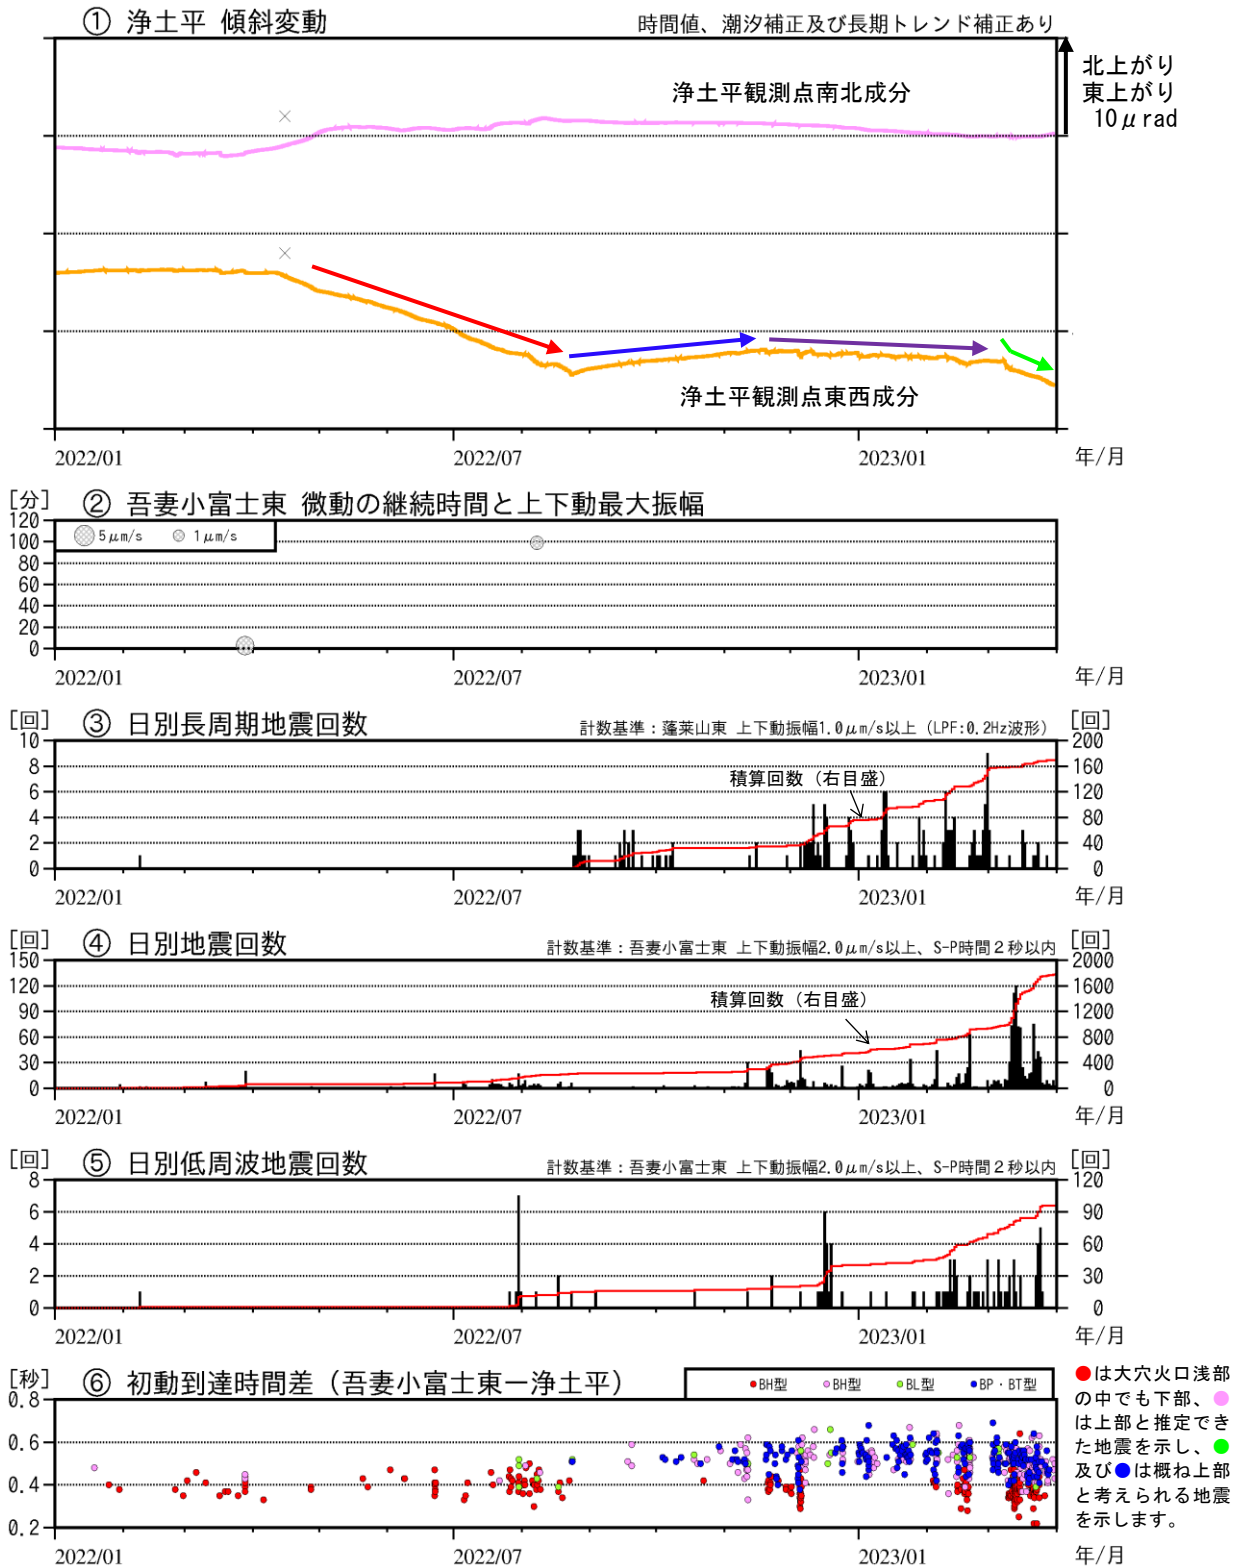 ① 浄土平 傾斜変動
時間値、潮汐補正及び長期トレンド補正あり
北上がり
東上がり
10μrad
浄土平観測点南北成分
浄土平観測点東西成分
2022/01 2022/07 2023/01 年/月
[分] ② 吾妻小富士東 微動の継続時間と上下動最大振幅
120
100
80
60
40
20
0
5μm/s 1μm/s
2022/01 2022/07 2023/01 年/月
[回] ③ 日別長周期地震回数 計数基準：蓬莱山東 上下動振幅1.0μm/s以上（LPF:0.2Hz波形） [回]
10 200
8 160
6 120
4 80
2 40
0 0
積算回数（右目盛）
2022/01 2022/07 2023/01 年/月
[回] ④ 日別地震回数 計数基準：吾妻小富士東 上下動振幅2.0μm/s以上、S-P時間２秒以内 [回]
150 2000
120 1600
90 1200
60 800
30 400
0 0
積算回数（右目盛）
2022/01 2022/07 2023/01 年/月
[回] ⑤ 日別低周波地震回数 計数基準：吾妻小富士東 上下動振幅2.0μm/s以上、S-P時間２秒以内 [回]
8 120
6 90
4 60
2 30
0 0
2022/01 2022/07 2023/01 年/月
[秒] ⑥ 初動到達時間差（吾妻小富士東ー浄土平）
●BH型 ●BH型 ●BL型 ●BP・BT型
0.8
0.6
0.4
0.2
2022/01 2022/07 2023/01 年/月
●は大穴火口浅部
の中でも下部、●
は上部と推定でき
た地震を示し、●
及び●は概ね上部
と考えられる地震
を示します。